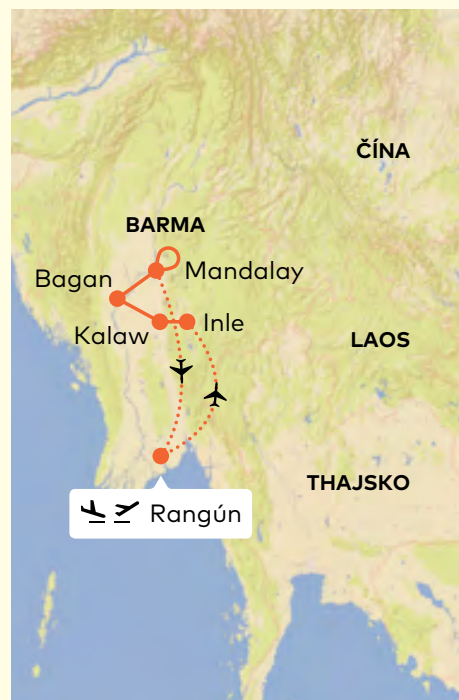 ČÍNA
BARMA
Bagan
Mandalay
Kalaw
Inle
LAOS
THAJSKO
Rangún